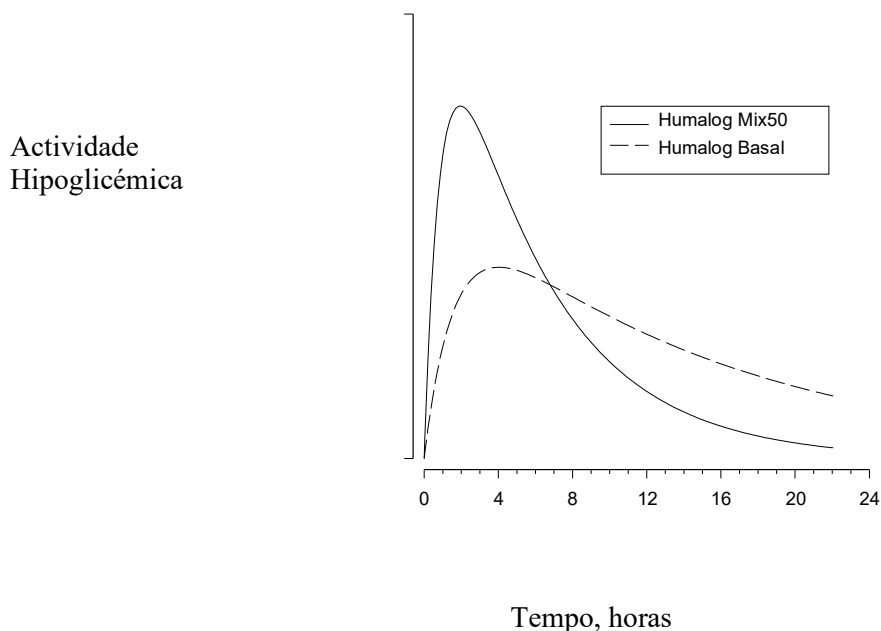 Actividade
Hipoglicémica
Humalog Mix50
Humalog Basal
0 4 8 12 16 20 24
Tempo, horas